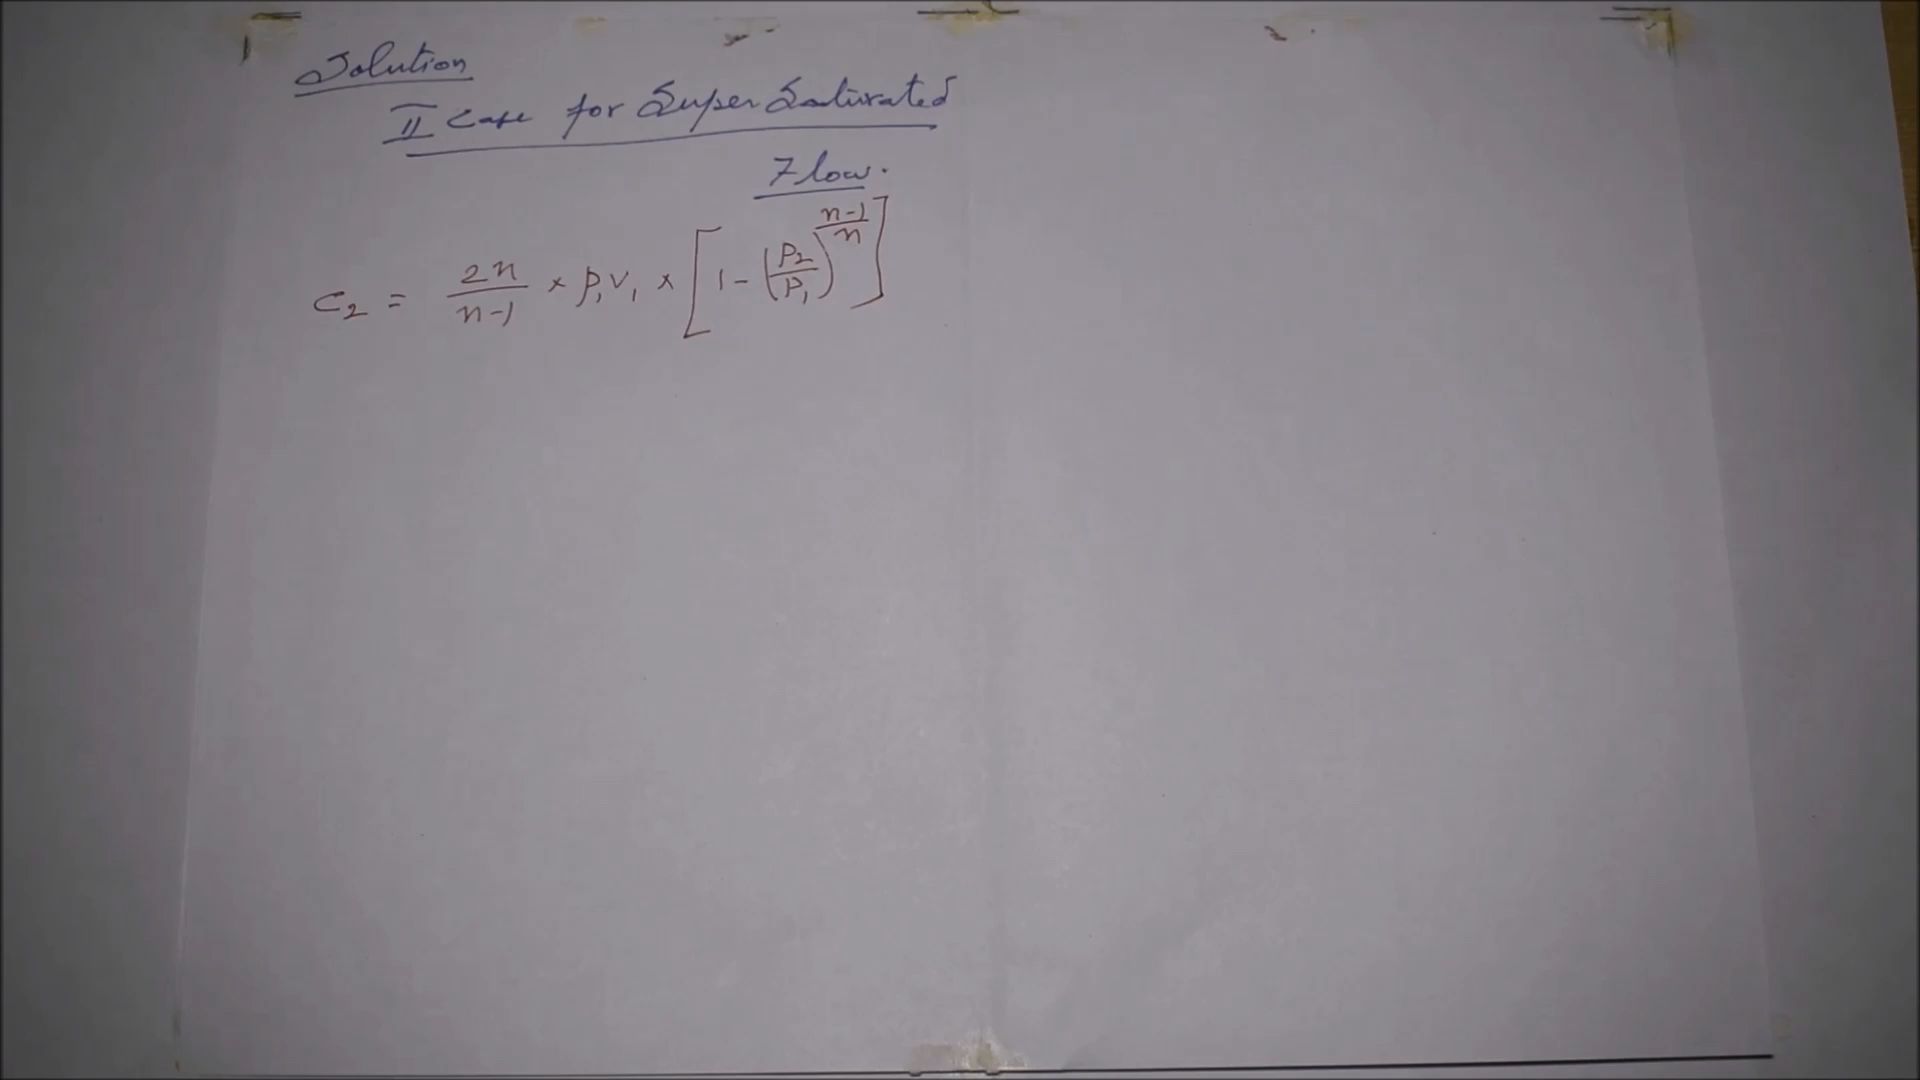 Solution
II Case for Super Saturated
Flow.
C₂ = 2n/(n-1) × p₁v₁ × [1 - (P₂/P₁)^((n-1)/n)]